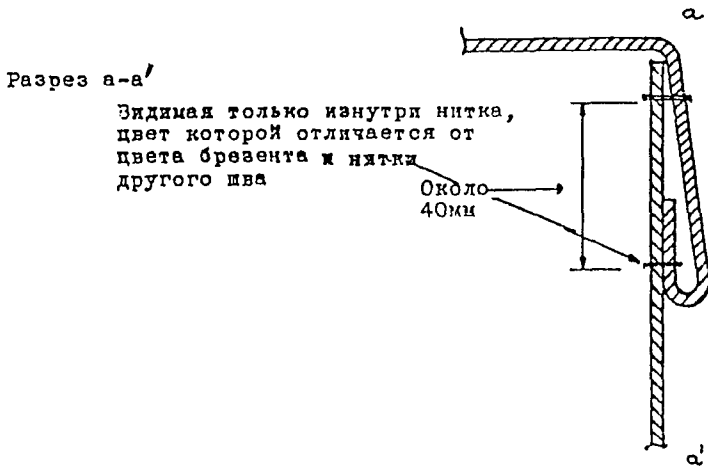 a
Разрез а-а'
Видимая только изнутри нитка,
цвет которой отличается от
цвета брезента и нитки
другого шва
Около
40мм
a'